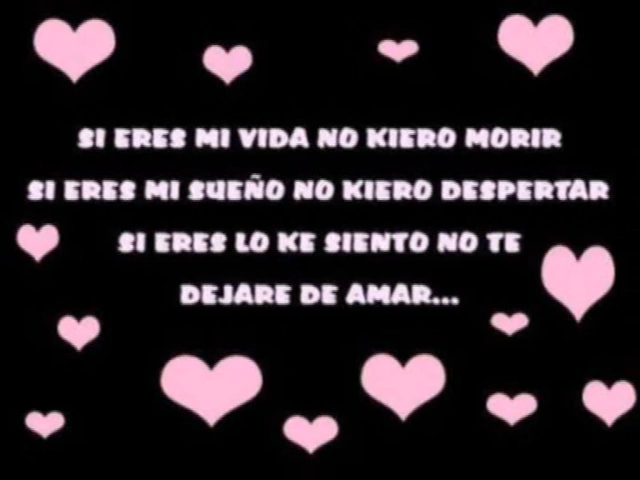 SI ERES MI VIDA NO KIERO MORIR
SI ERES MI SUEÑO NO KIERO DESPERTAR
SI ERES LO KE SIENTO NO TE
DEJARE DE AMAR...